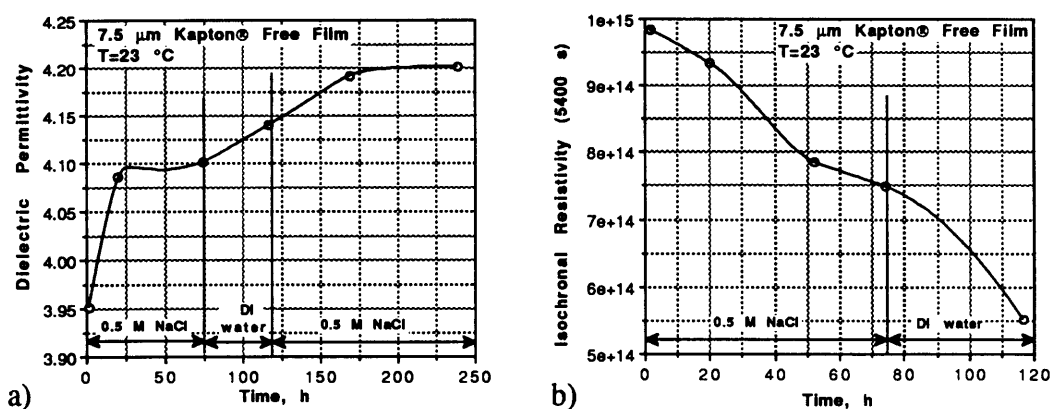 4.25
4.20
4.15
4.10
4.05
4.00
3.95
3.90
Dielectric Permittivity
7.5 μm Kapton® Free Film
T=23 °C
0.5 M NaCl
DI
water
0.5 M NaCl
0 50 100 150 200 250
Time, h
a)
1e+15
9e+14
8e+14
7e+14
6e+14
5e+14
Isochronal Resistivity (5400 s)
7.5 μm Kapton® Free Film
T=23 °C
0.5 M NaCl
DI water
0 20 40 60 80 100 120
Time, h
b)